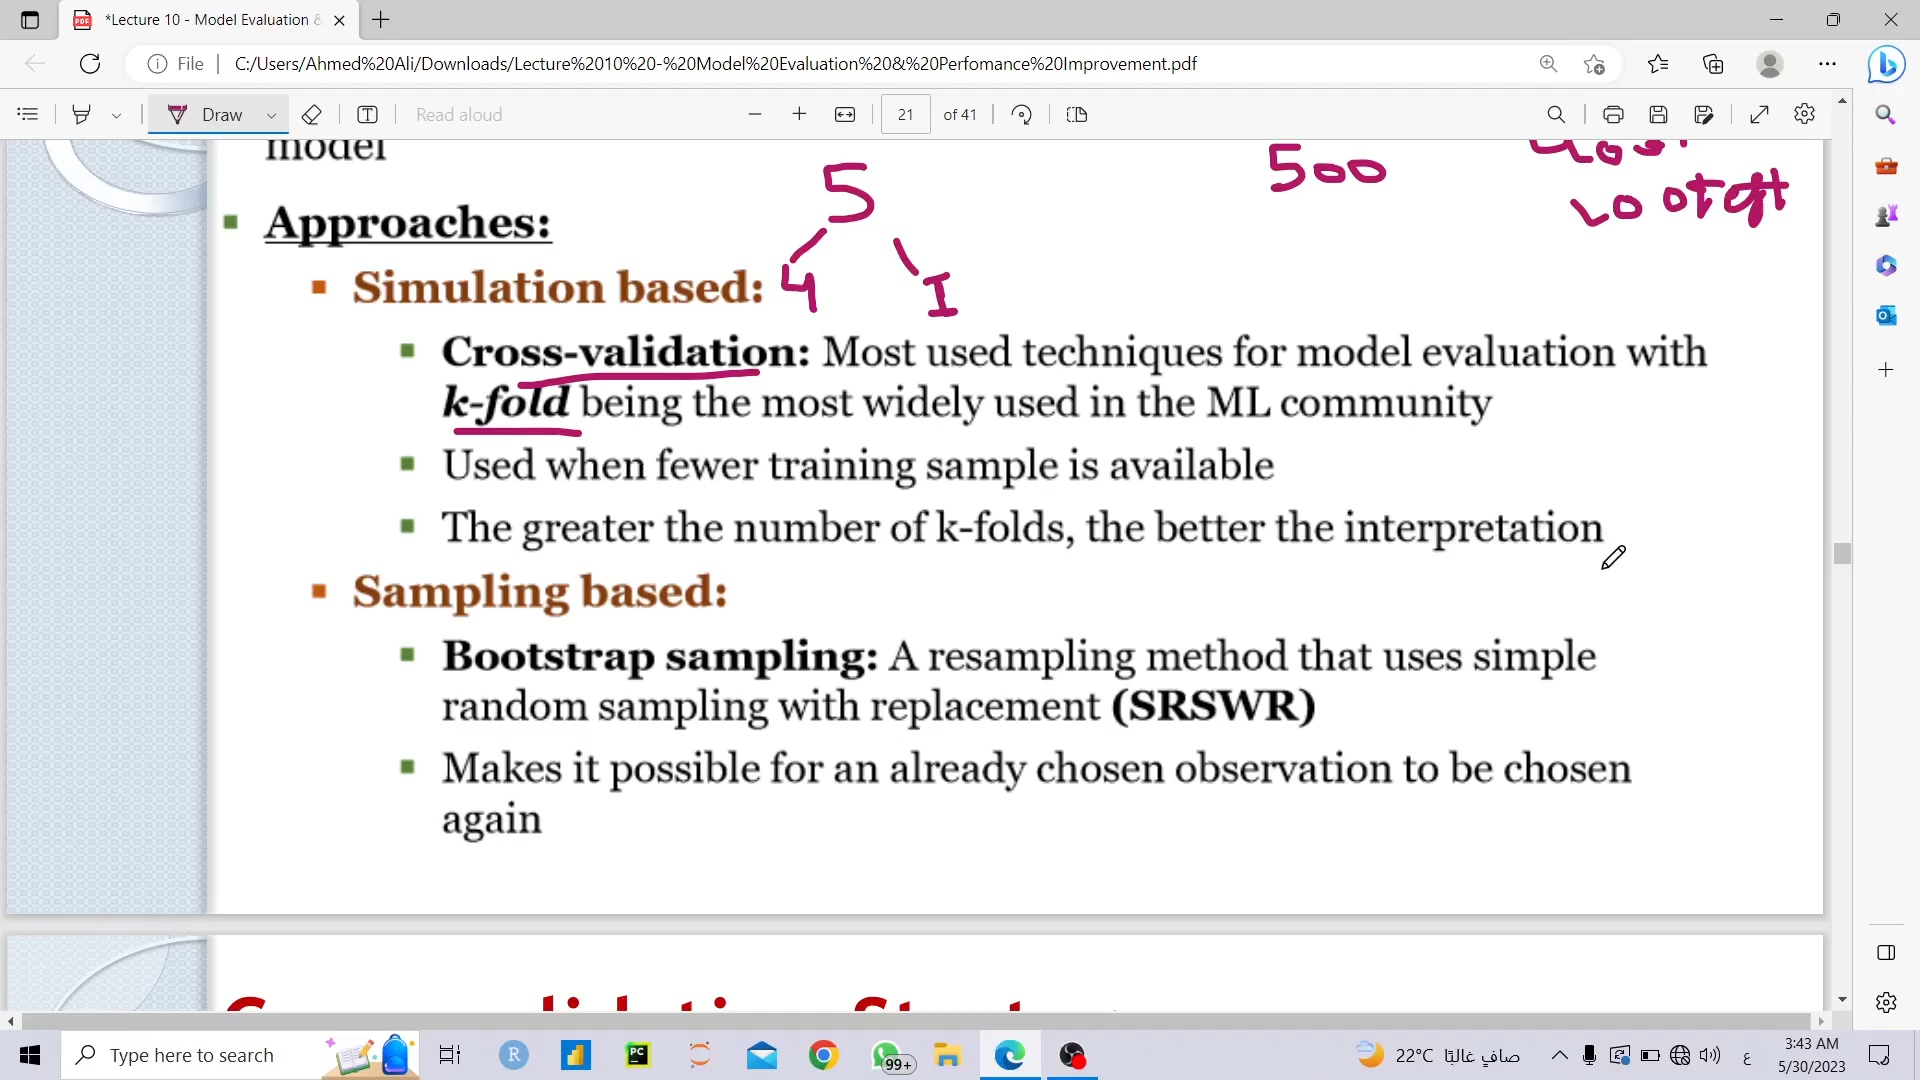 *Lecture 10 - Model Evaluation &
File
C:/Users/Ahmed%20Ali/Downloads/Lecture%2010%20-%20Model%20Evaluation%20&%20Perfomance%20Improvement.pdf
Draw
Read aloud
21
of 41
model
5
500
Approaches:
4
I
Simulation based:
Cross-validation: Most used techniques for model evaluation with
k-fold being the most widely used in the ML community
Used when fewer training sample is available
The greater the number of k-folds, the better the interpretation
Sampling based:
Bootstrap sampling: A resampling method that uses simple
random sampling with replacement (SRSWR)
Makes it possible for an already chosen observation to be chosen
again
Type here to search
99+
22°C
صافٍ غالبًا
ع
3:43 AM
5/30/2023